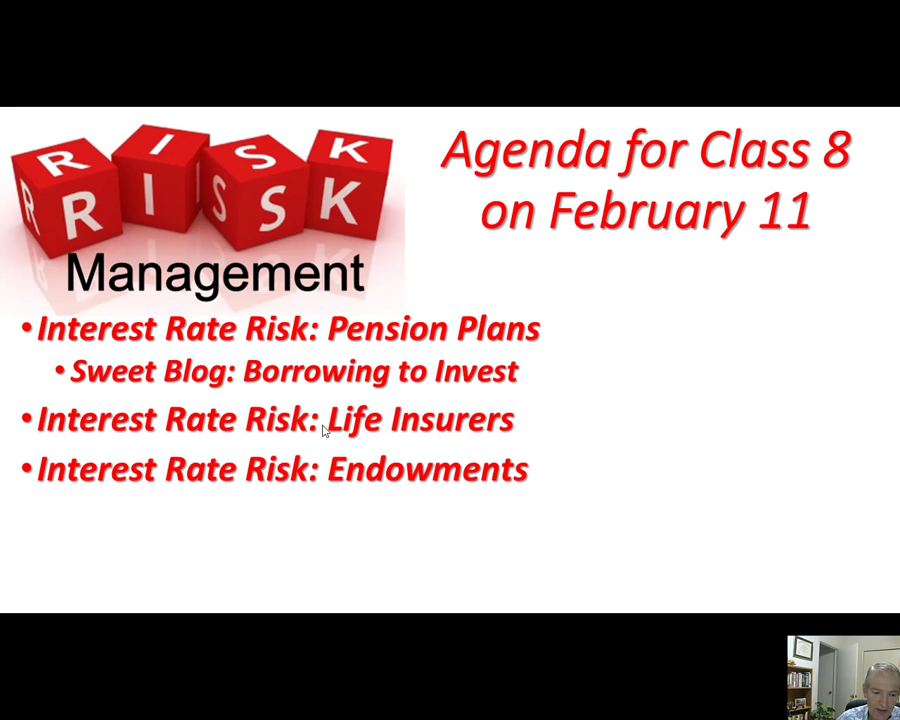 RISK
RISK
Management
Agenda for Class 8
on February 11
•Interest Rate Risk: Pension Plans
•Sweet Blog: Borrowing to Invest
•Interest Rate Risk: Life Insurers
•Interest Rate Risk: Endowments